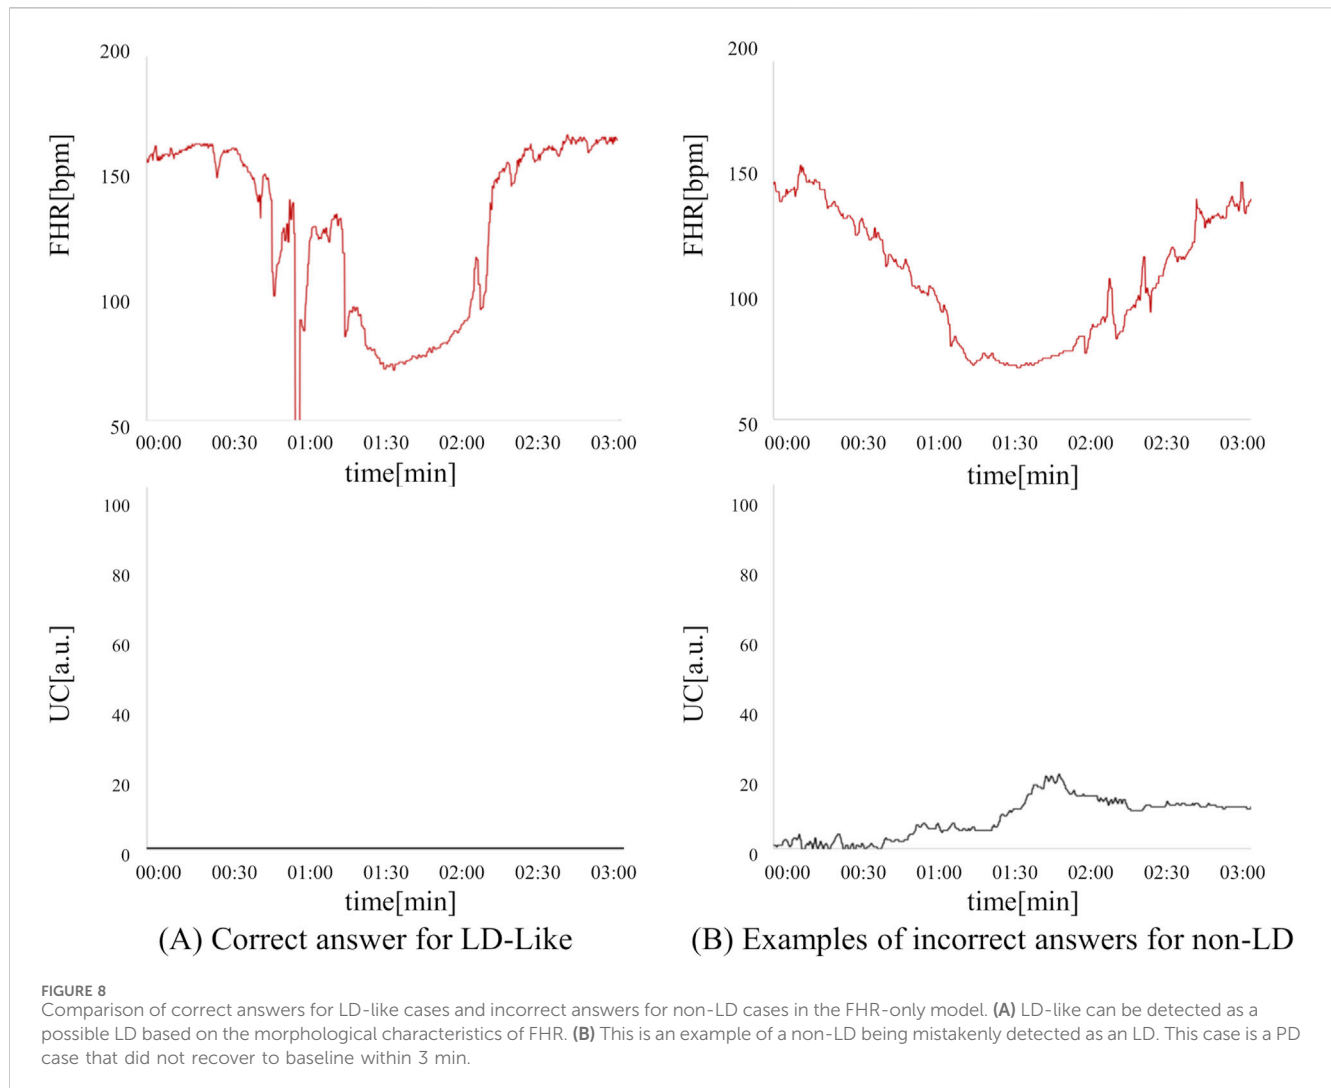 200
150
100
50
FHR[bpm]
00:00 00:30 01:00 01:30 02:00 02:30 03:00
time[min]
200
150
100
50
FHR[bpm]
00:00 00:30 01:00 01:30 02:00 02:30 03:00
time[min]
100
80
60
40
20
0
UC[a.u.]
00:00 00:30 01:00 01:30 02:00 02:30 03:00
time[min]
100
80
60
40
20
0
UC[a.u.]
00:00 00:30 01:00 01:30 02:00 02:30 03:00
time[min]
(A) Correct answer for LD-Like
(B) Examples of incorrect answers for non-LD
FIGURE 8
Comparison of correct answers for LD-like cases and incorrect answers for non-LD cases in the FHR-only model. (A) LD-like can be detected as a
possible LD based on the morphological characteristics of FHR. (B) This is an example of a non-LD being mistakenly detected as an LD. This case is a PD
case that did not recover to baseline within 3 min.